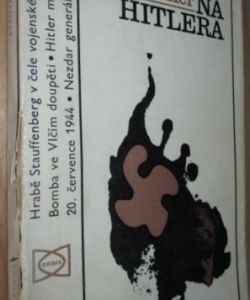 NA
HITLERA
Hrabě Stauffenberg v čele vojenské
Bomba ve Vlčím doupěti • Hitler m
20. července 1944 • Nezdar generá
ORBIS